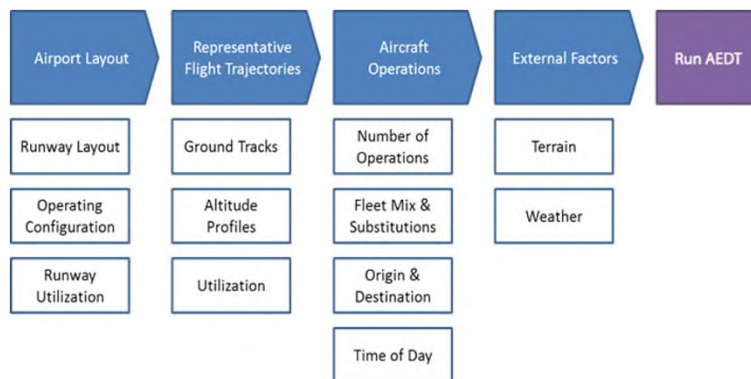 Airport Layout
Representative
Flight Trajectories
Aircraft
Operations
External Factors
Run AEDT
Runway Layout
Operating
Configuration
Runway
Utilization
Ground Tracks
Altitude
Profiles
Utilization
Number of
Operations
Fleet Mix &
Substitutions
Origin &
Destination
Time of Day
Terrain
Weather